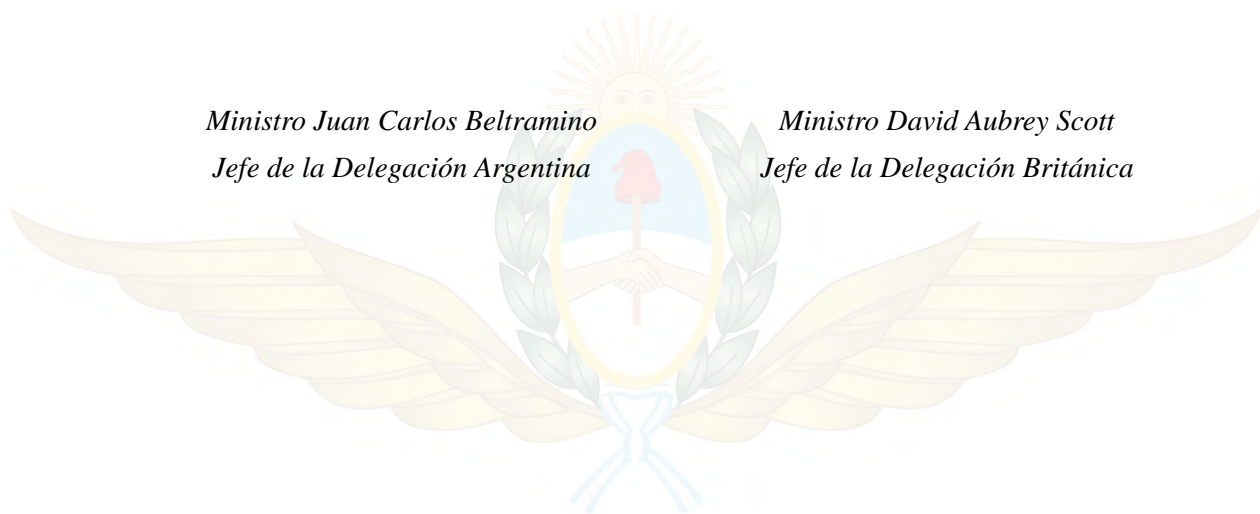 Ministro Juan Carlos Beltramino
Jefe de la Delegación Argentina
Ministro David Aubrey Scott
Jefe de la Delegación Británica